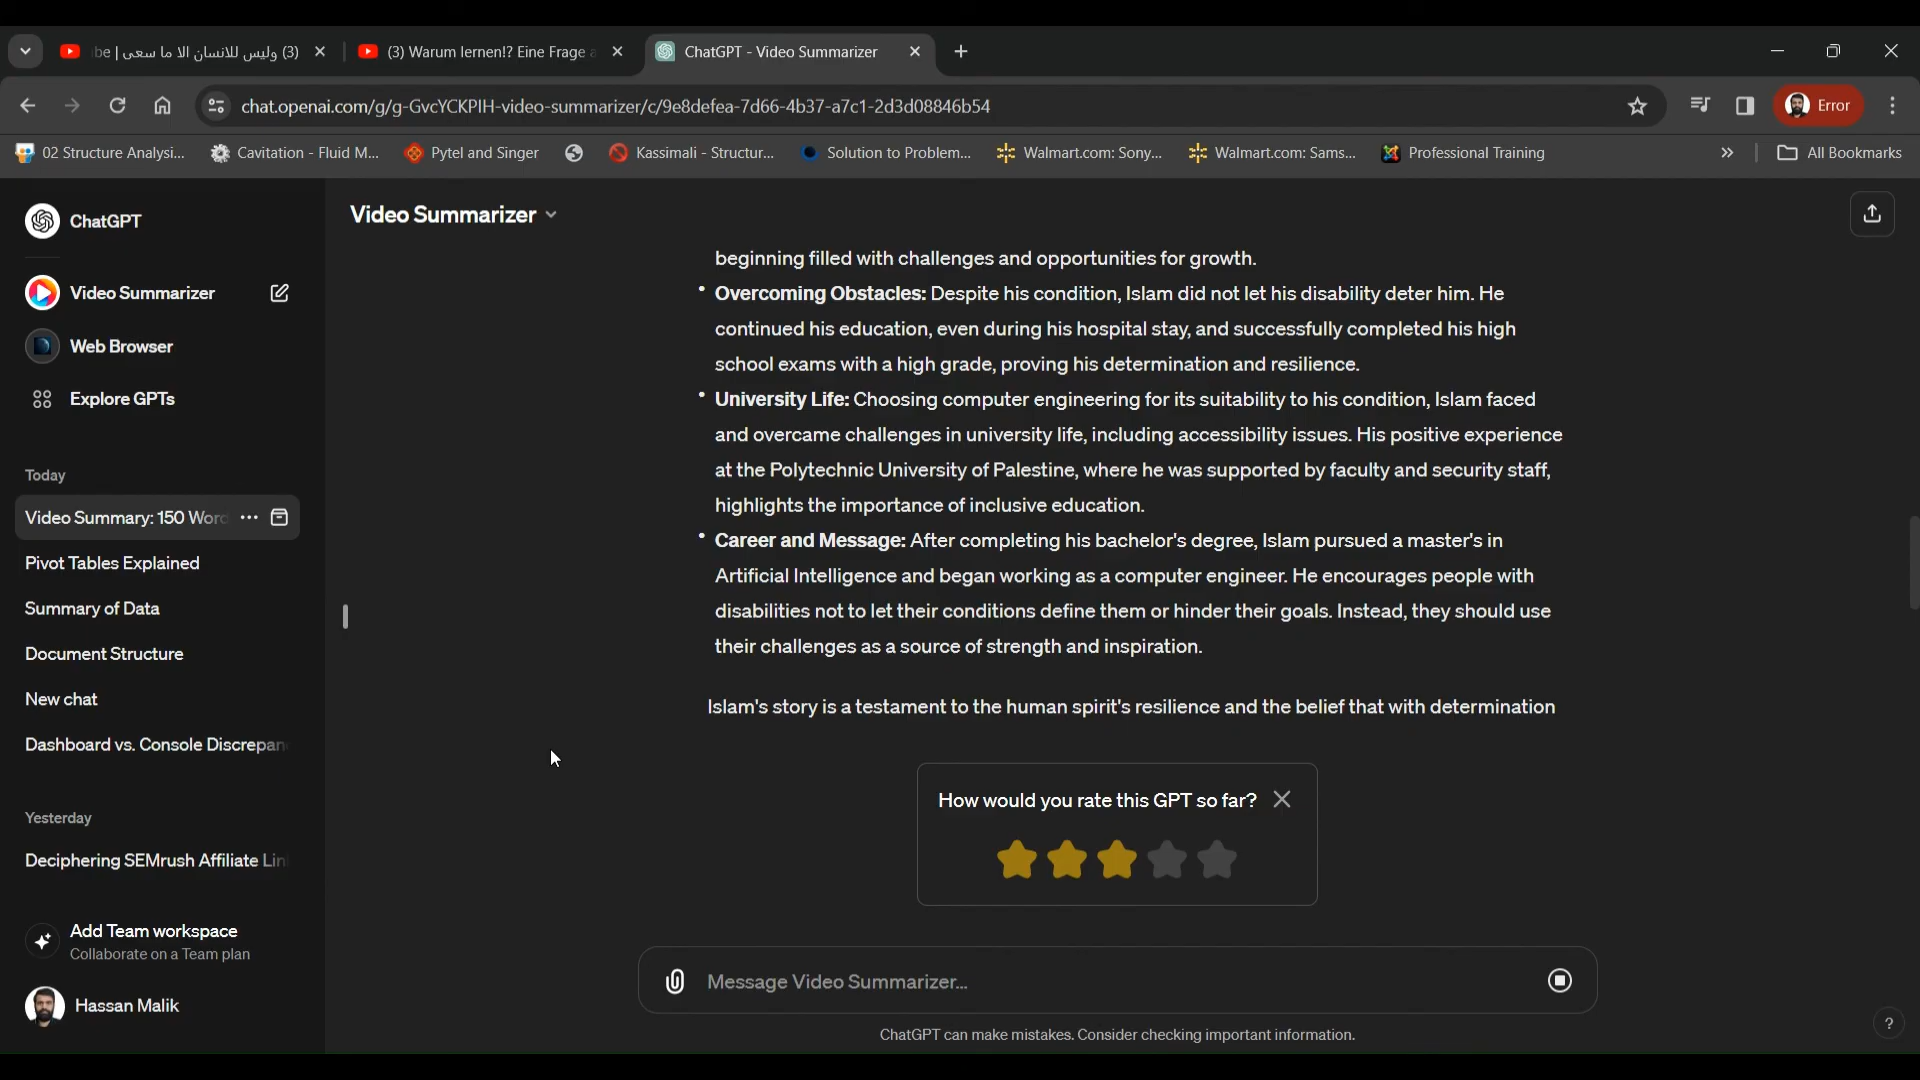 be | وليس للانسان الا ما سعى (3)
(3) Warum lernen!? Eine Frage
ChatGPT - Video Summarizer
chat.openai.com/g/g-GvcYCKPIH-video-summarizer/c/9e8defea-7d66-4b37-a7c1-2d3d08846b54
Error
02 Structure Analysi...
Cavitation - Fluid M...
Pytel and Singer
Kassimali - Structur...
Solution to Problem...
Walmart.com: Sony...
Walmart.com: Sams...
Professional Training
All Bookmarks
ChatGPT
Video Summarizer
Web Browser
Explore GPTs
Today
Video Summary: 150 Word
Pivot Tables Explained
Summary of Data
Document Structure
New chat
Dashboard vs. Console Discrepan
Yesterday
Deciphering SEMrush Affiliate Lin
Add Team workspace
Collaborate on a Team plan
Hassan Malik
Video Summarizer
beginning filled with challenges and opportunities for growth.
• Overcoming Obstacles: Despite his condition, Islam did not let his disability deter him. He
continued his education, even during his hospital stay, and successfully completed his high
school exams with a high grade, proving his determination and resilience.
• University Life: Choosing computer engineering for its suitability to his condition, Islam faced
and overcame challenges in university life, including accessibility issues. His positive experience
at the Polytechnic University of Palestine, where he was supported by faculty and security staff,
highlights the importance of inclusive education.
• Career and Message: After completing his bachelor's degree, Islam pursued a master's in
Artificial Intelligence and began working as a computer engineer. He encourages people with
disabilities not to let their conditions define them or hinder their goals. Instead, they should use
their challenges as a source of strength and inspiration.
Islam's story is a testament to the human spirit's resilience and the belief that with determination
How would you rate this GPT so far?
Message Video Summarizer...
ChatGPT can make mistakes. Consider checking important information.
?